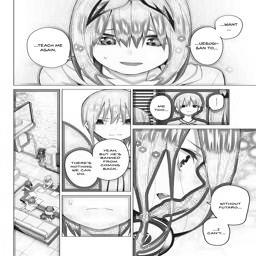 WANT...
...UESUGI-
SAN TO...
...TEACH ME
AGAIN.
ME
TOO...
YEAH,
BUT HE'S
BANNED
FROM
COMING
BACK.
THERE'S
NOTHING
WE CAN
DO.
WITHOUT
FUTARO...
...I CAN'T...